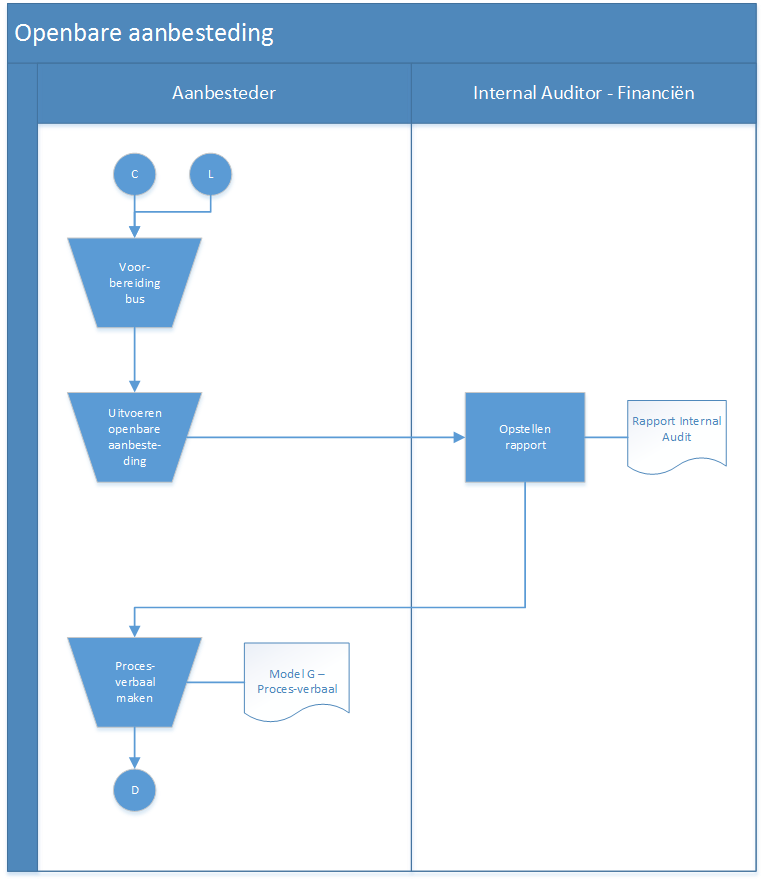 Openbare aanbesteding
Aanbesteder
Internal Auditor - Financiën
C
L
Voor-
bereiding
bus
Uitvoeren
openbare
aanbeste-
ding
Opstellen
rapport
Rapport Internal
Audit
Proces-
verbaal
maken
Model G –
Proces-verbaal
D